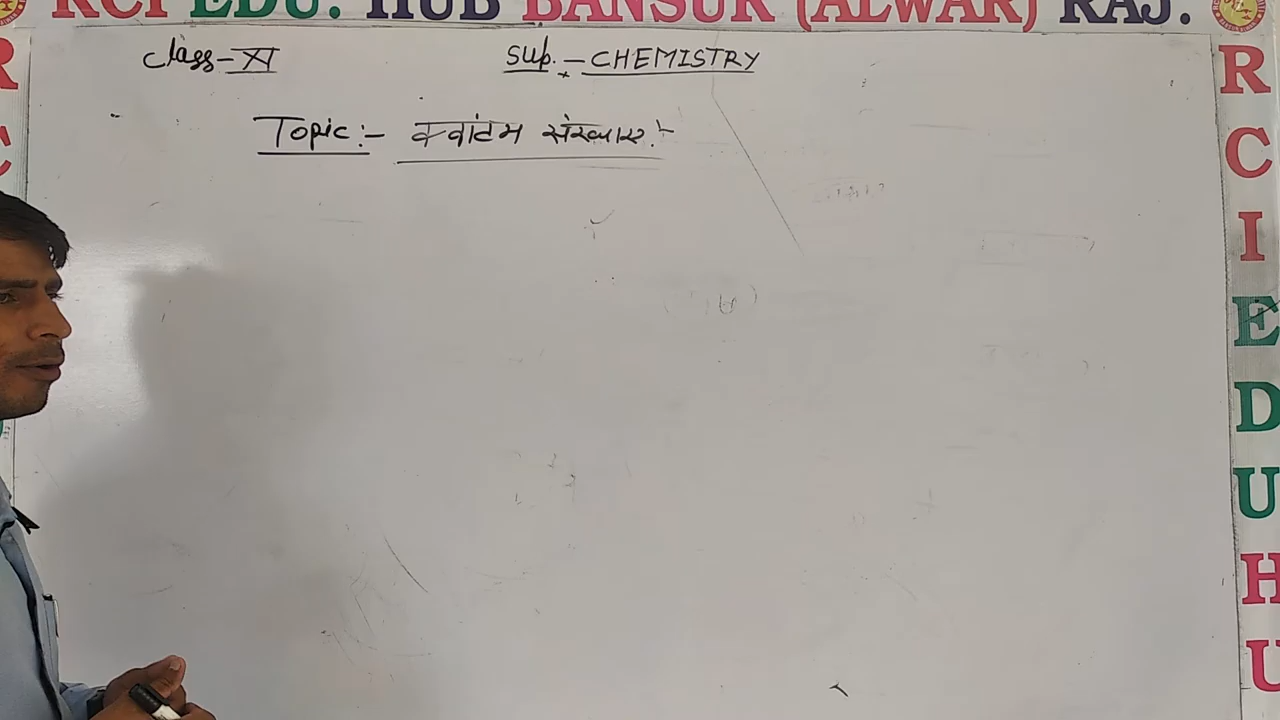 RCI EDU. HUB BANSUR (ALWAR) RAJ.
Class-XI
Sub.-CHEMISTRY
Topic:- क्वांटम संख्याएं:-
R
C
I
E
D
U
H
U
R
C